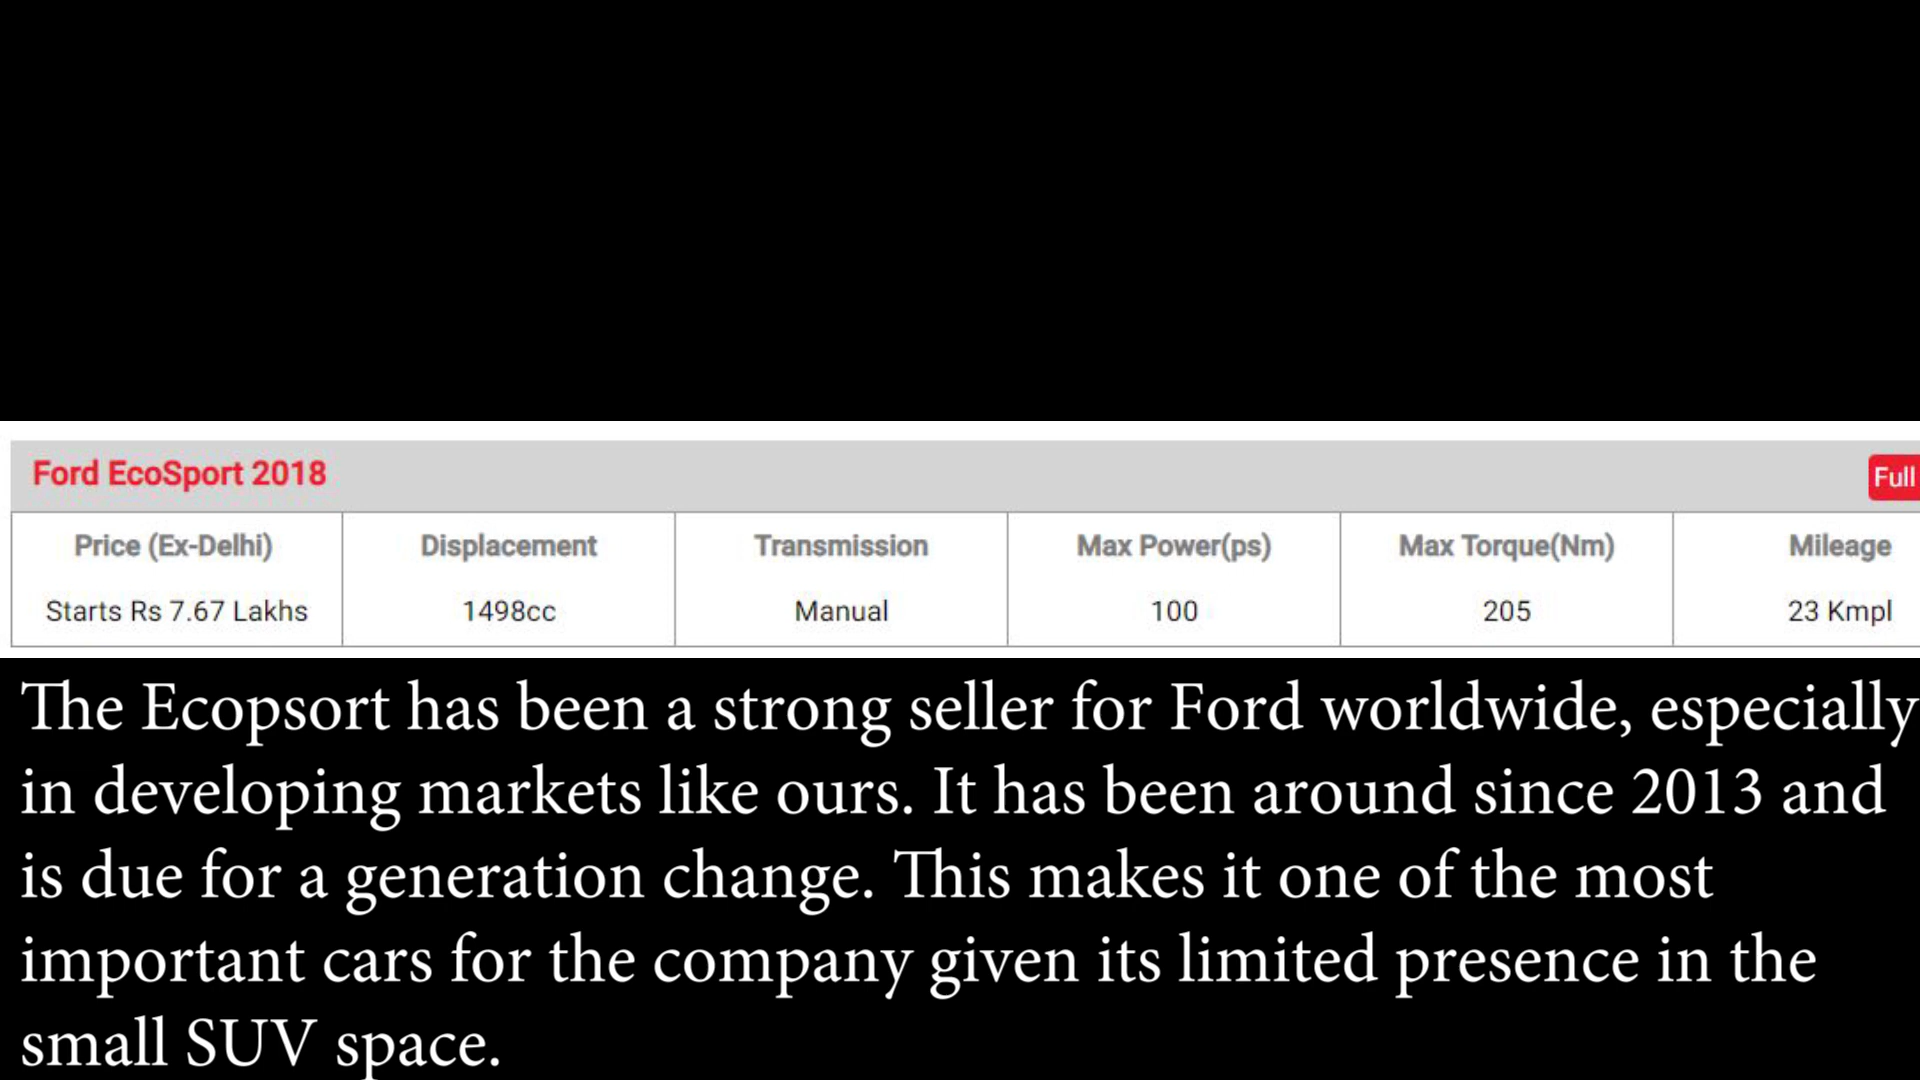 Ford EcoSport 2018
Full
Price (Ex-Delhi) Displacement Transmission Max Power(ps) Max Torque(Nm) Mileage
Starts Rs 7.67 Lakhs 1498cc Manual 100 205 23 Kmpl
The Ecopsort has been a strong seller for Ford worldwide, especially
in developing markets like ours. It has been around since 2013 and
is due for a generation change. This makes it one of the most
important cars for the company given its limited presence in the
small SUV space.